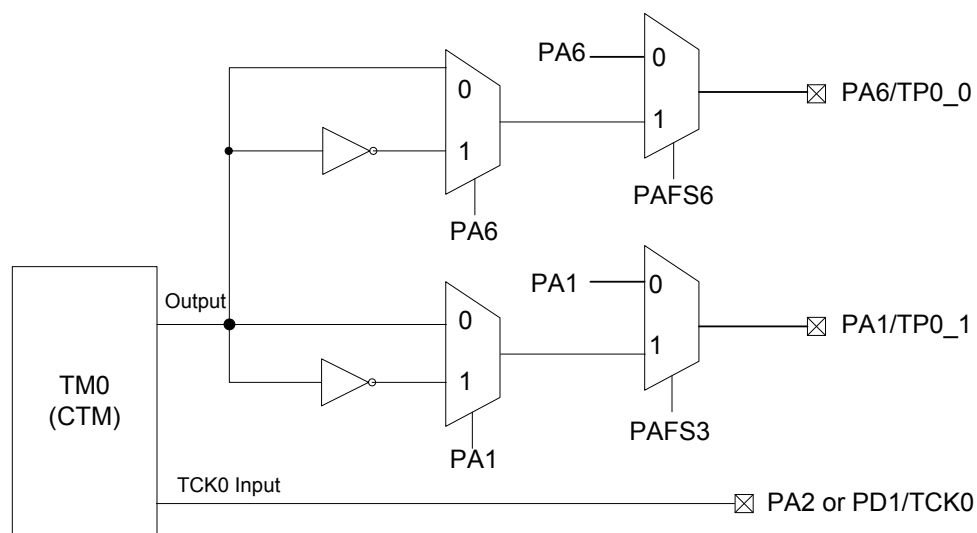 PA6
0
1
PA6/TP0_0
PAFS6
0
1
PA6
Output
PA1
0
1
PA1/TP0_1
PAFS3
0
1
PA1
TM0
(CTM)
TCK0 Input
PA2 or PD1/TCK0